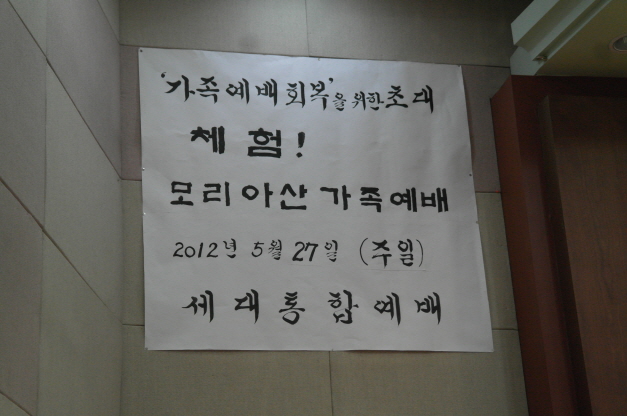 '가족예배회복'을 위한 초대
체험!
모리아산 가족예배
2012년 5월 27일 (주일)
세대통합예배